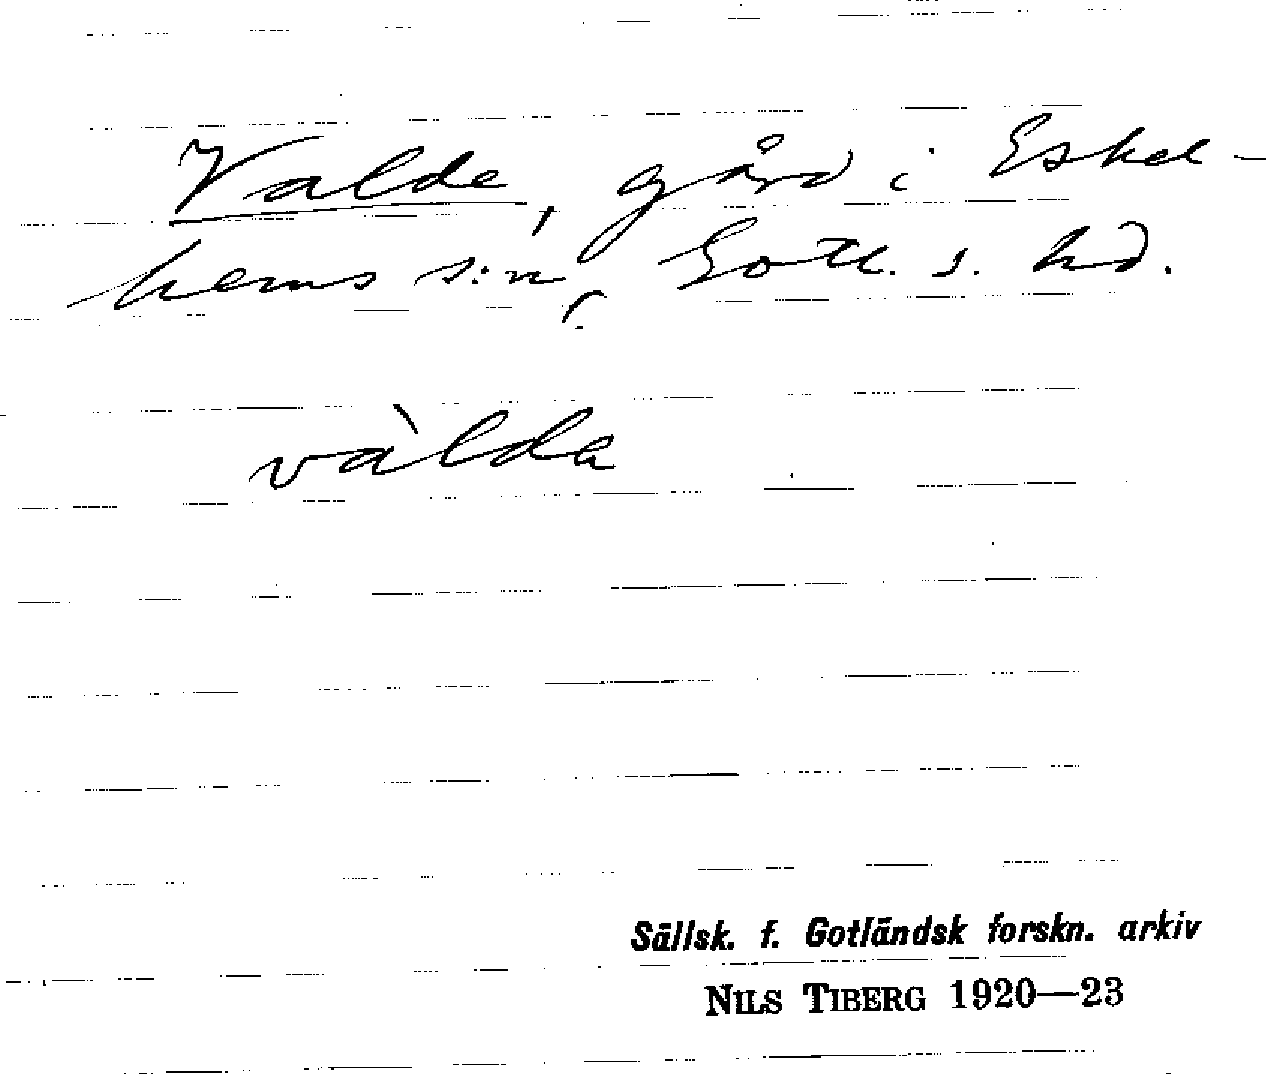 Valde, gård i Eskel-
hems s:n, Gotl. s. hd.
vàlda
Sällsk. f. Gotländsk forskn. arkiv
NILS TIBERG 1920—23